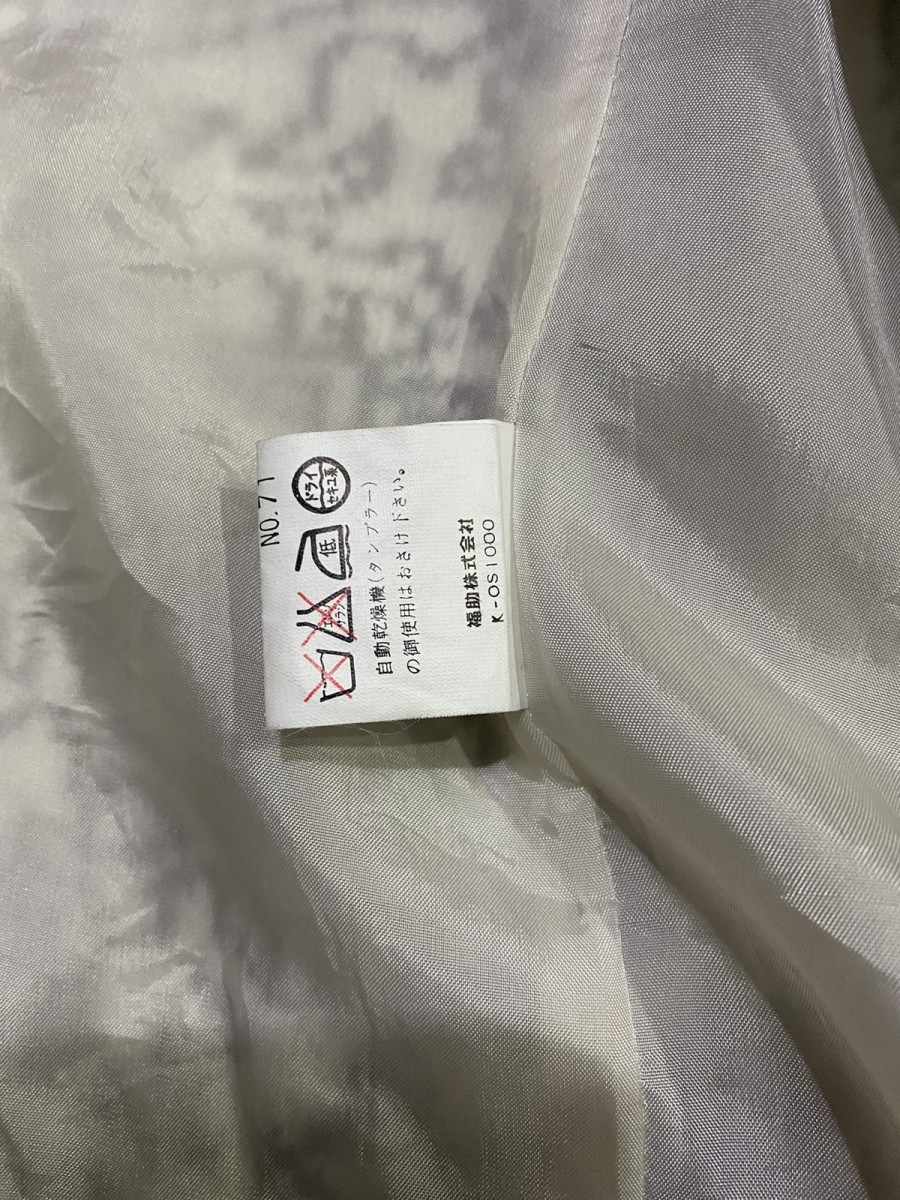 NO.71
低
ドライ
セキユ系
自動乾燥機(タンブラー)
の御使用はおさけ下さい。
福助株式会社
K-OS1000